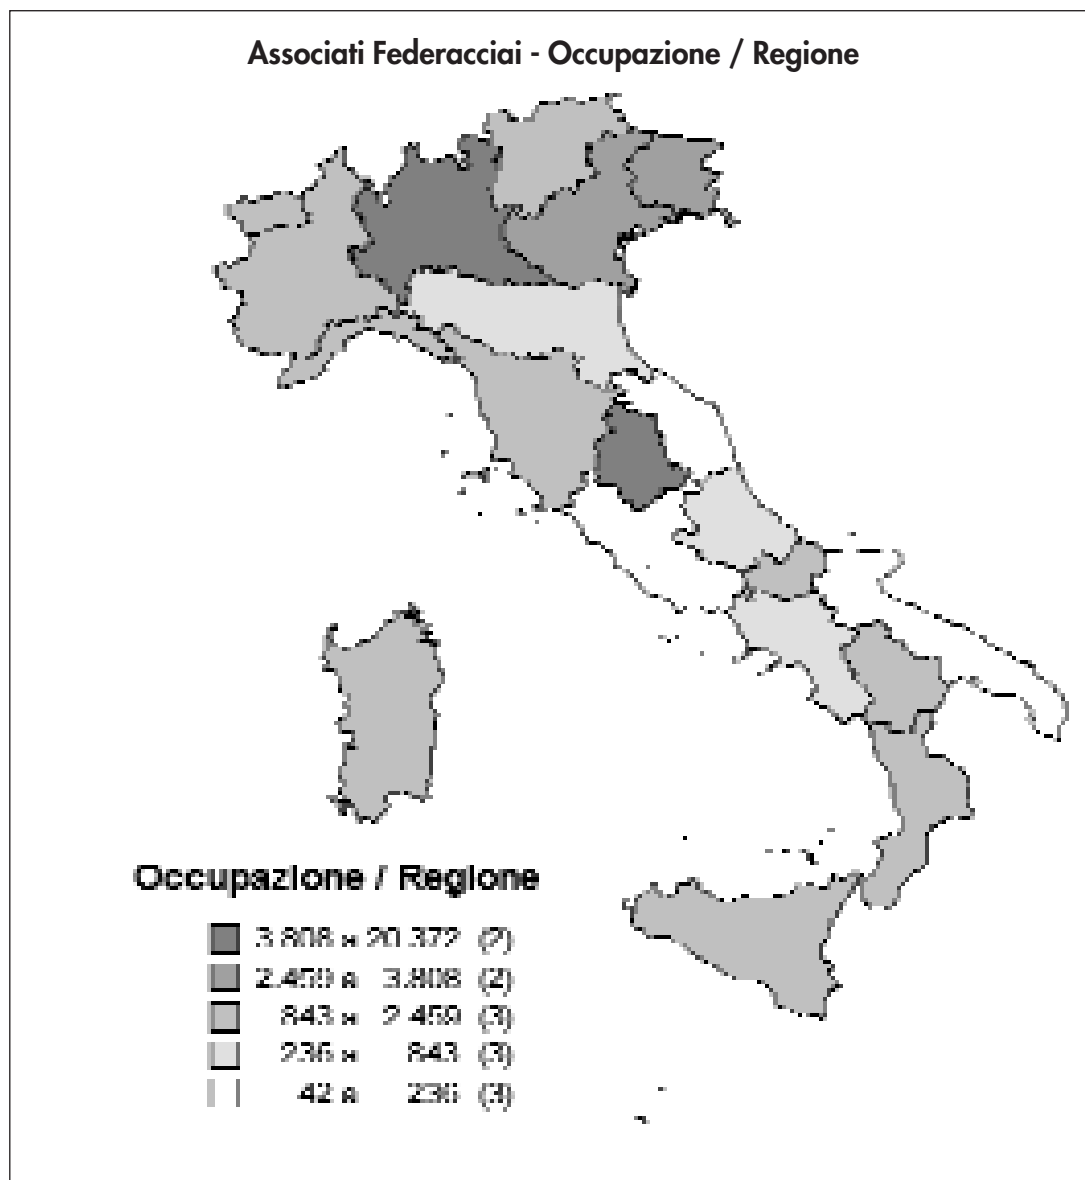 Associati Federacciai - Occupazione / Regione
Occupazione / Regione
3.808 a 20.372 (2)
2.459 a 3.808 (2)
843 a 2.459 (3)
236 a 843 (3)
42 a 236 (3)